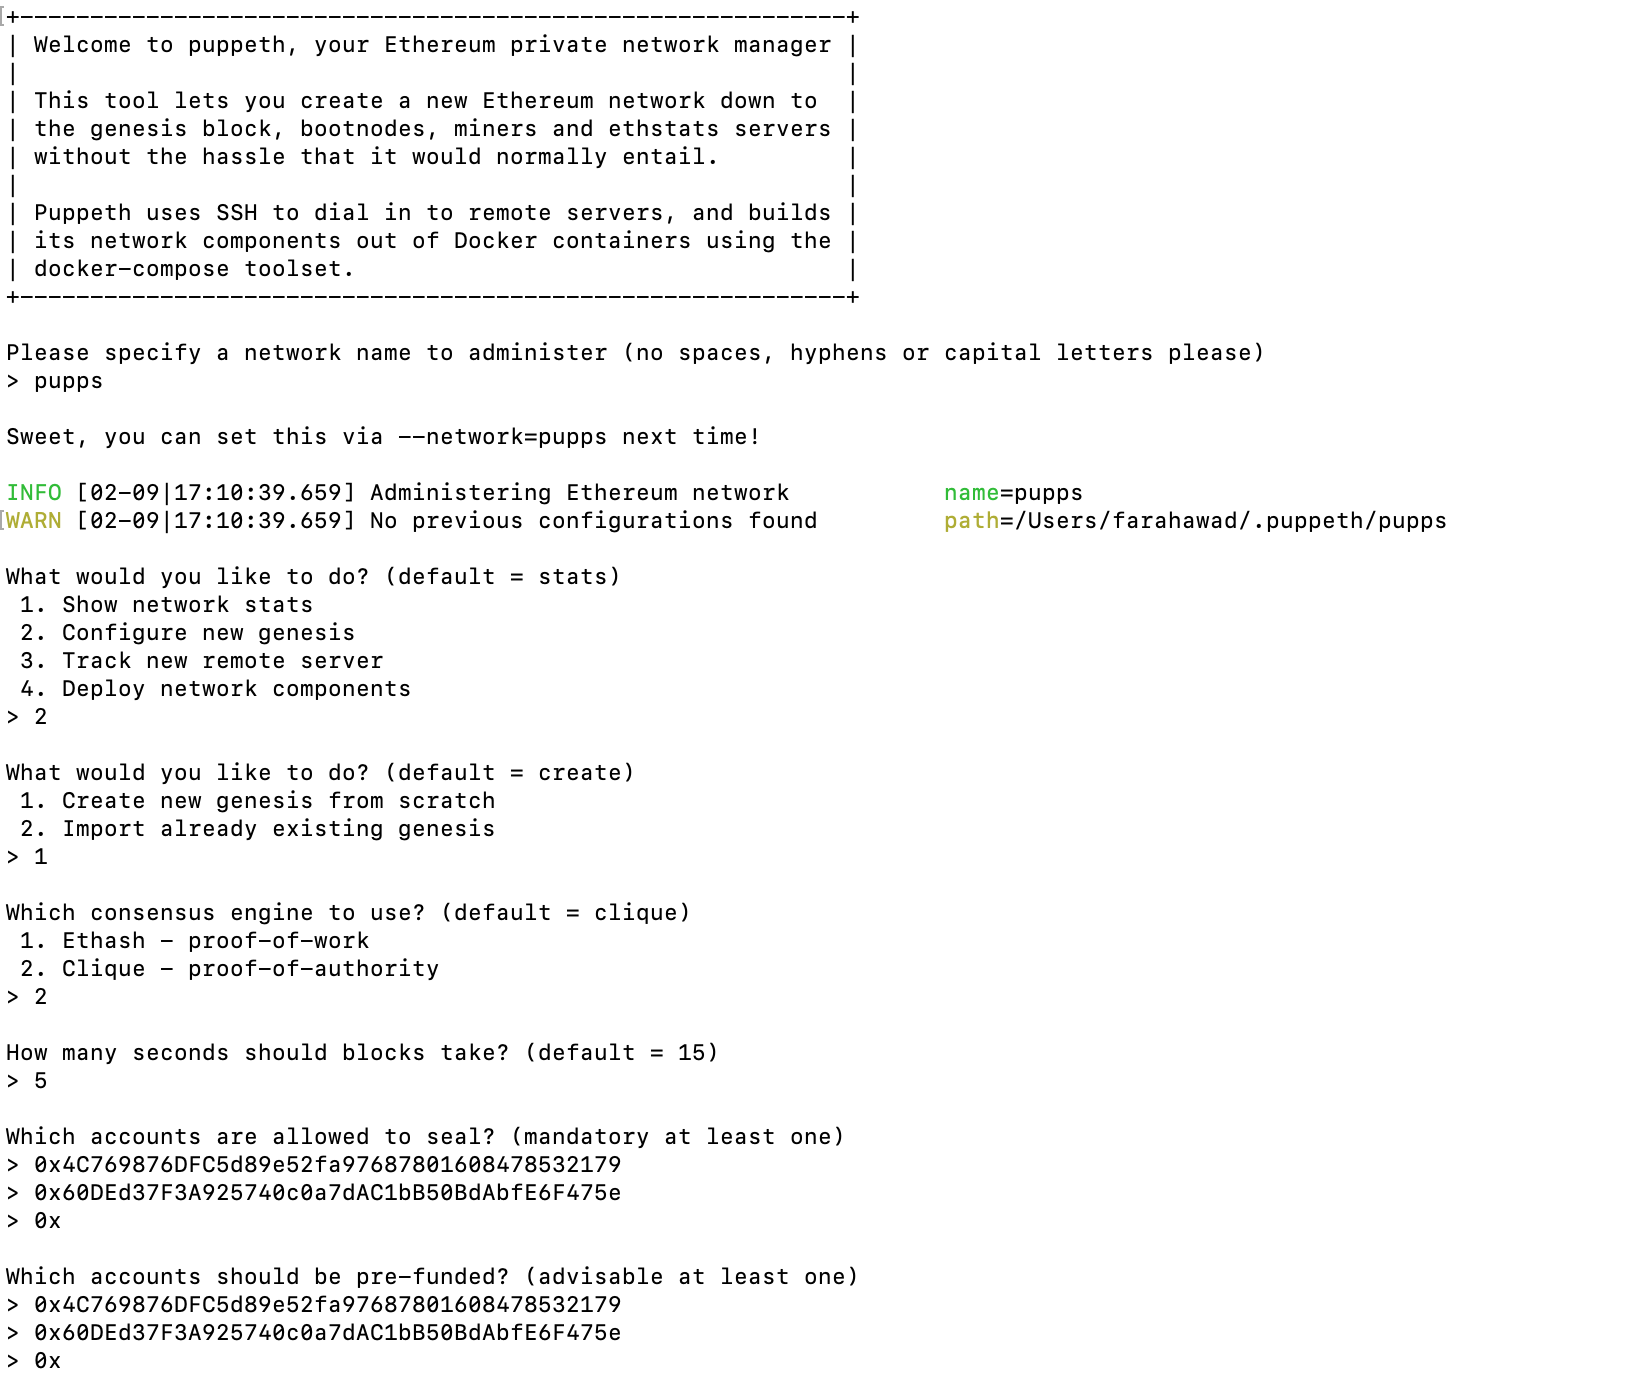 +-----------------------------------------------------------+
| Welcome to puppeth, your Ethereum private network manager |
|                                                           |
| This tool lets you create a new Ethereum network down to  |
| the genesis block, bootnodes, miners and ethstats servers |
| without the hassle that it would normally entail.         |
|                                                           |
| Puppeth uses SSH to dial in to remote servers, and builds |
| its network components out of Docker containers using the |
| docker-compose toolset.                                   |
+-----------------------------------------------------------+
Please specify a network name to administer (no spaces, hyphens or capital letters please)
> pupps
Sweet, you can set this via --network=pupps next time!
INFO [02-09|17:10:39.659] Administering Ethereum network           name=pupps
WARN [02-09|17:10:39.659] No previous configurations found         path=/Users/farahawad/.puppeth/pupps
What would you like to do? (default = stats)
 1. Show network stats
 2. Configure new genesis
 3. Track new remote server
 4. Deploy network components
> 2
What would you like to do? (default = create)
 1. Create new genesis from scratch
 2. Import already existing genesis
> 1
Which consensus engine to use? (default = clique)
 1. Ethash - proof-of-work
 2. Clique - proof-of-authority
> 2
How many seconds should blocks take? (default = 15)
> 5
Which accounts are allowed to seal? (mandatory at least one)
> 0x4C769876DFC5d89e52fa97687801608478532179
> 0x60DEd37F3A925740c0a7dAC1bB50BdAbfE6F475e
> 0x
Which accounts should be pre-funded? (advisable at least one)
> 0x4C769876DFC5d89e52fa97687801608478532179
> 0x60DEd37F3A925740c0a7dAC1bB50BdAbfE6F475e
> 0x